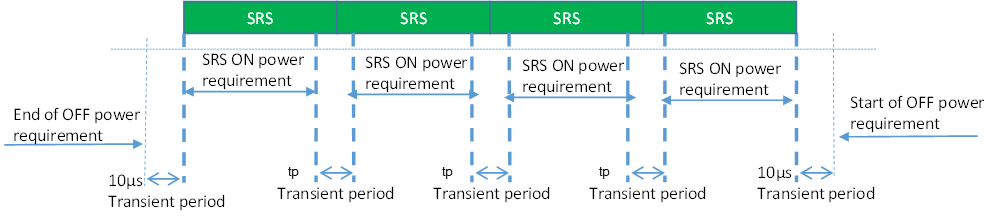 SRS SRS SRS SRS
SRS ON power
requirement
SRS ON power
requirement
SRS ON power
requirement
SRS ON power
requirement
End of OFF power
requirement
Start of OFF power
requirement
10µs
Transient period
tp
Transient period
tp
Transient period
tp
Transient period
10µs
Transient period